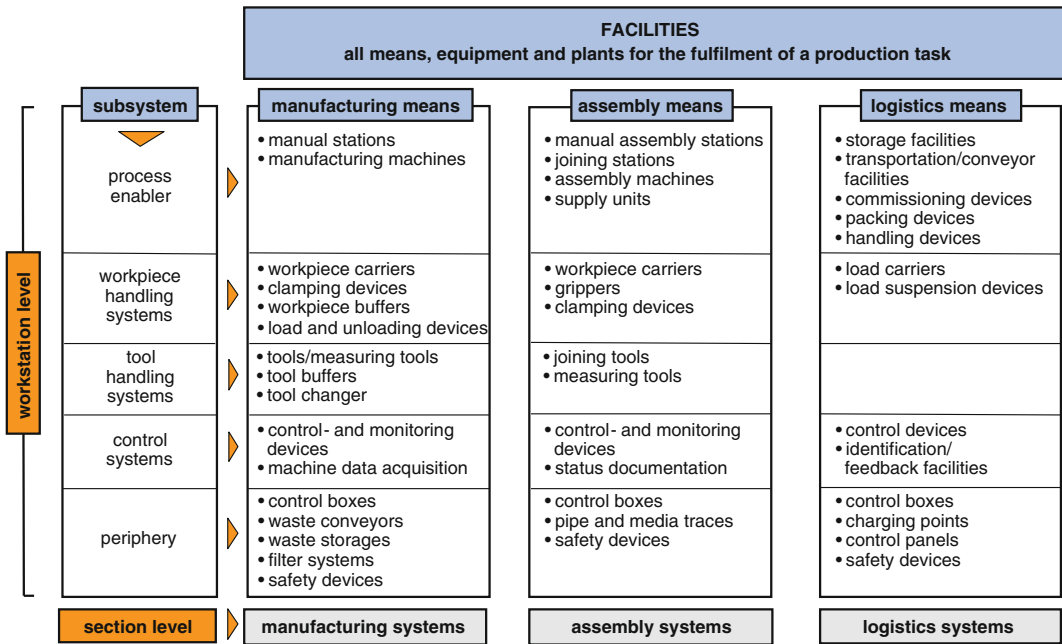 FACILITIES
all means, equipment and plants for the fulfilment of a production task
subsystem
manufacturing means
assembly means
logistics means
workstation level
process
enabler
• manual stations
• manufacturing machines
• manual assembly stations
• joining stations
• assembly machines
• supply units
• storage facilities
• transportation/conveyor
facilities
• commissioning devices
• packing devices
• handling devices
workpiece
handling
systems
• workpiece carriers
• clamping devices
• workpiece buffers
• load and unloading devices
• workpiece carriers
• grippers
• clamping devices
• load carriers
• load suspension devices
tool
handling
systems
• tools/measuring tools
• tool buffers
• tool changer
• joining tools
• measuring tools
control
systems
• control- and monitoring
devices
• machine data acquisition
• control- and monitoring
devices
• status documentation
• control devices
• identification/
feedback facilities
periphery
• control boxes
• waste conveyors
• waste storages
• filter systems
• safety devices
• control boxes
• pipe and media traces
• safety devices
• control boxes
• charging points
• control panels
• safety devices
section level
manufacturing systems
assembly systems
logistics systems